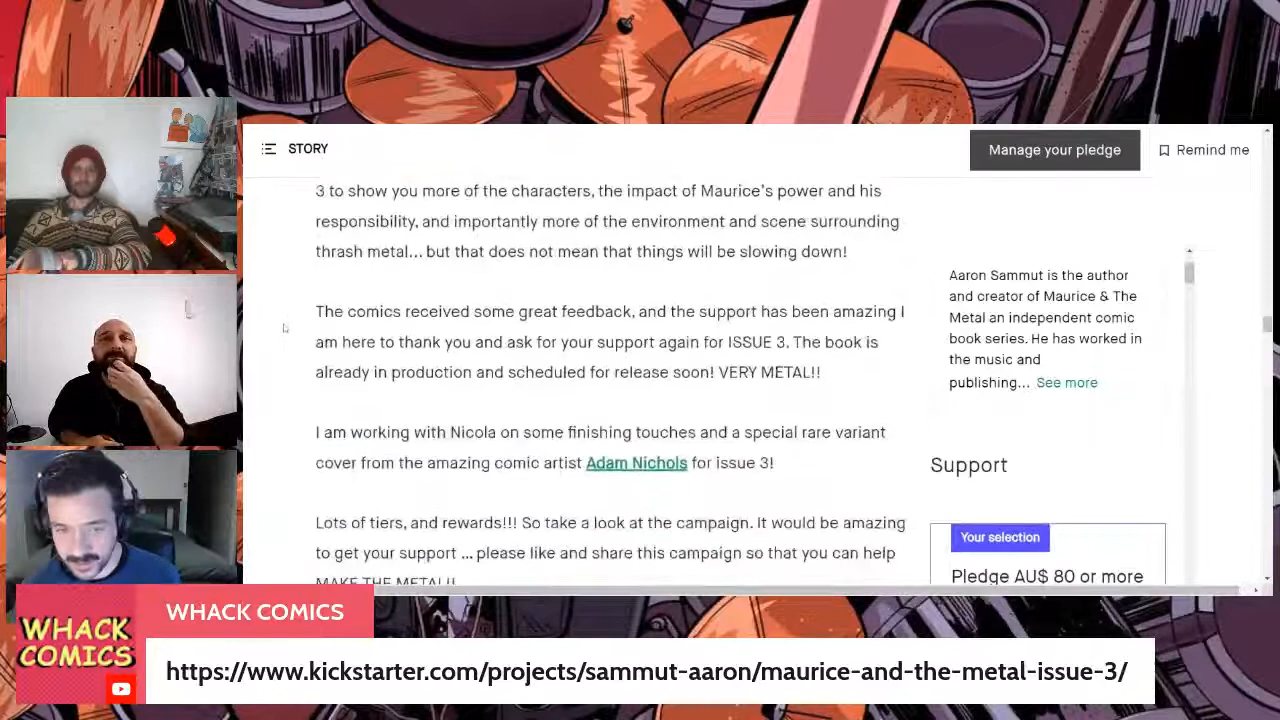 STORY
Manage your pledge
Remind me
3 to show you more of the characters, the impact of Maurice's power and his
responsibility, and importantly more of the environment and scene surrounding
thrash metal... but that does not mean that things will be slowing down!
The comics received some great feedback, and the support has been amazing I
am here to thank you and ask for your support again for ISSUE 3. The book is
already in production and scheduled for release soon! VERY METAL!!
I am working with Nicola on some finishing touches and a special rare variant
cover from the amazing comic artist Adam Nichols for issue 3!
Lots of tiers, and rewards!!! So take a look at the campaign. It would be amazing
to get your support ... please like and share this campaign so that you can help
MAKE THE METAL!!
Aaron Sammut is the author
and creator of Maurice & The
Metal an independent comic
book series. He has worked in
the music and
publishing... See more
Support
Your selection
Pledge AU$ 80 or more
WHACK
COMICS
WHACK COMICS
https://www.kickstarter.com/projects/sammut-aaron/maurice-and-the-metal-issue-3/